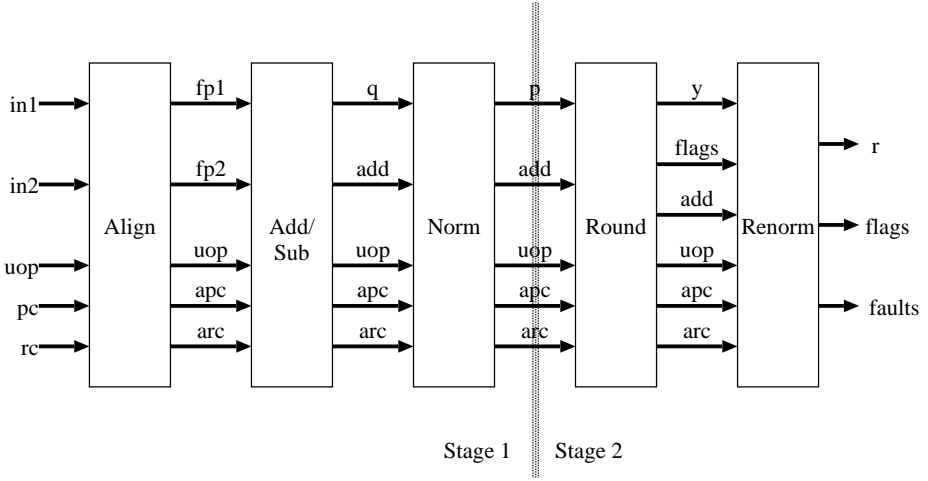 fp1 q p y
in1
flags r
fp2 add add
in2
add
Align Add/ Sub Norm Round Renorm flags
uop uop uop uop
uop
apc apc apc apc faults
pc
arc arc arc arc
rc
Stage 1 Stage 2